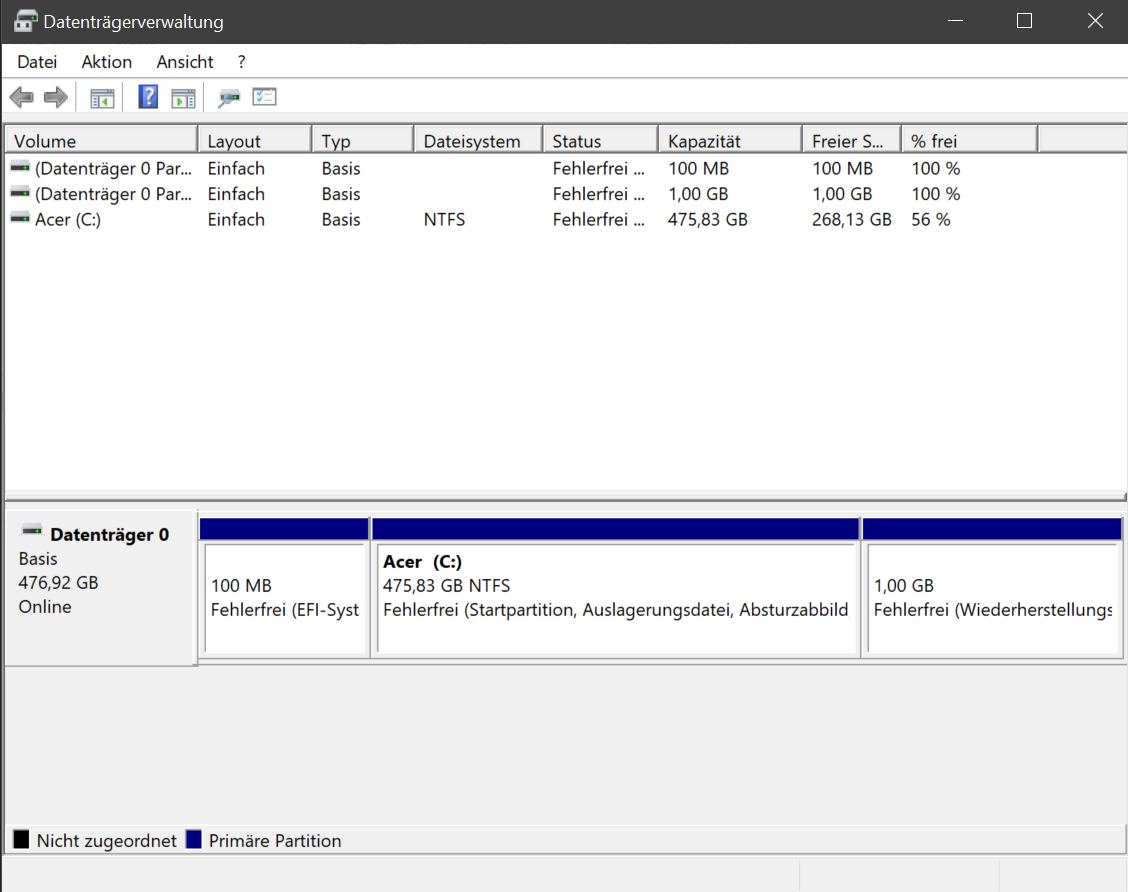 Datenträgerverwaltung
Datei Aktion Ansicht ?
Volume Layout Typ Dateisystem Status Kapazität Freier S... % frei
(Datenträger 0 Par... Einfach Basis Fehlerfrei ... 100 MB 100 MB 100 %
(Datenträger 0 Par... Einfach Basis Fehlerfrei ... 1,00 GB 1,00 GB 100 %
Acer (C:) Einfach Basis NTFS Fehlerfrei ... 475,83 GB 268,13 GB 56 %
Datenträger 0
Basis
476,92 GB
Online
100 MB
Fehlerfrei (EFI-Syst
Acer (C:)
475,83 GB NTFS
Fehlerfrei (Startpartition, Auslagerungsdatei, Absturzabbild
1,00 GB
Fehlerfrei (Wiederherstellungs
Nicht zugeordnet Primäre Partition